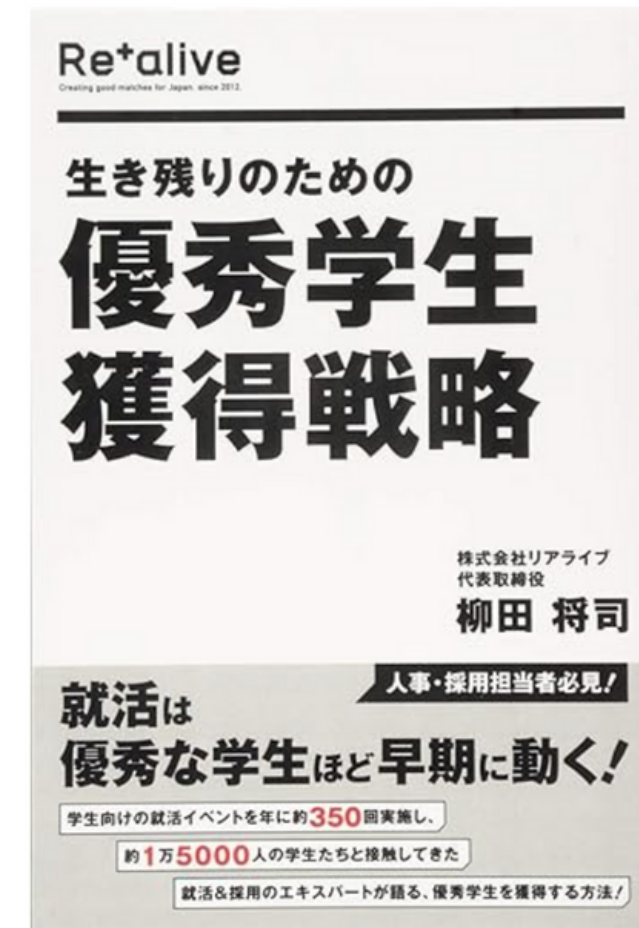 Re+alive
Creating good matches for Japan. since 2012.
生き残りのための
優秀学生
獲得戦略
株式会社リアライブ
代表取締役
柳田 将司
人事・採用担当者必見!
就活は
優秀な学生ほど早期に動く!
学生向けの就活イベントを年に約350回実施し、
約1万5000人の学生たちと接触してきた
就活&採用のエキスパートが語る、優秀学生を獲得する方法!